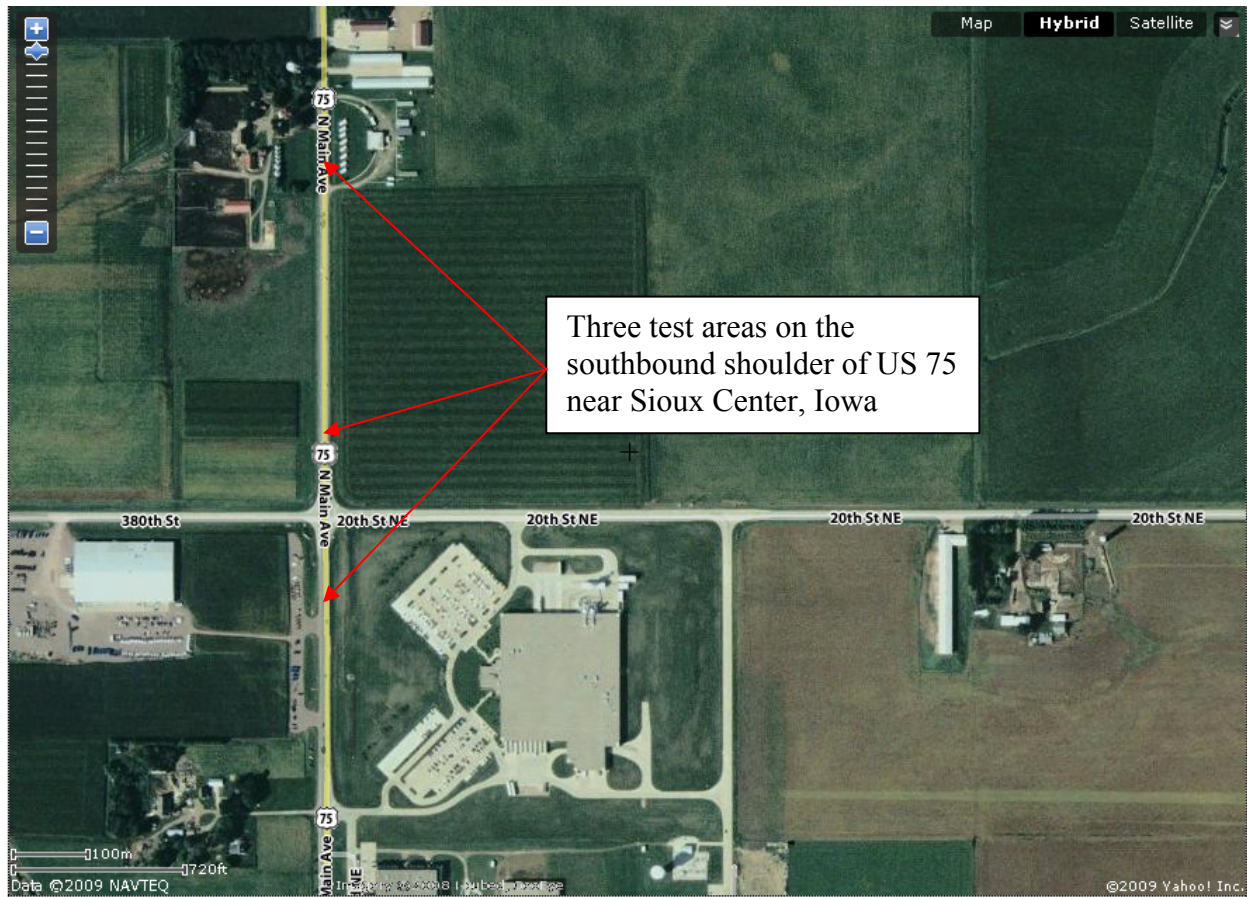 Map Hybrid Satellite
75
N Main Ave
Three test areas on the
southbound shoulder of US 75
near Sioux Center, Iowa
75
N Main Ave
380th St 20th St NE 20th St NE 20th St NE 20th St NE
75
Main Ave
NE
100m
720ft
Data ©2009 NAVTEQ
©2009 Yahoo! Inc.